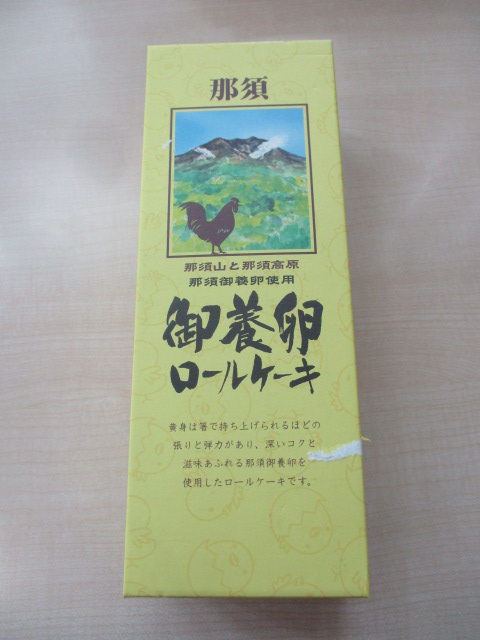 那須
那須山と那須高原
那須御養卵使用
御養卵
ロールケーキ
黄身は箸で持ち上げられるほどの
張りと弾力があり、深いコクと
滋味あふれる那須御養卵を
使用したロールケーキです。